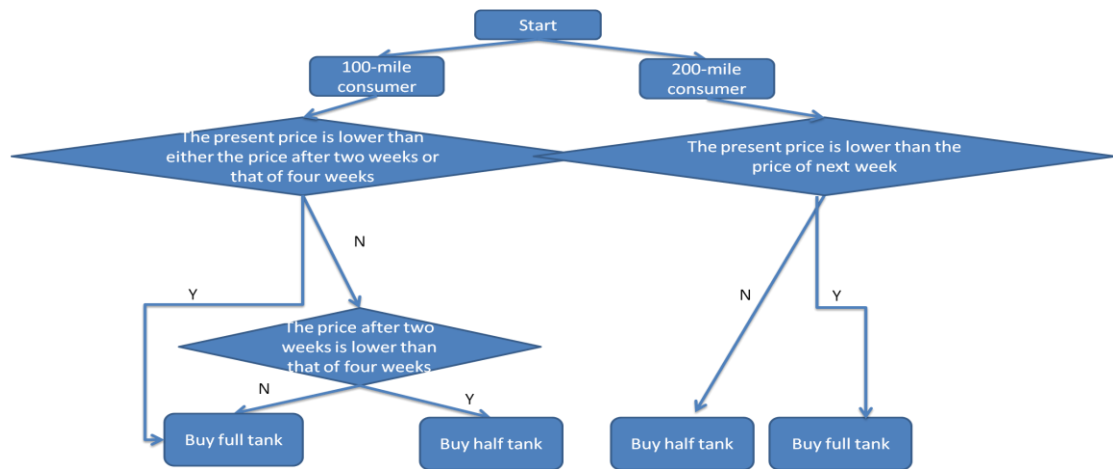 Start
100-mile
consumer
200-mile
consumer
The present price is lower than
either the price after two weeks or
that of four weeks
The present price is lower than the
price of next week
N
Y
N
Y
The price after two
weeks is lower than
that of four weeks
N
Y
Buy full tank
Buy half tank
Buy half tank
Buy full tank